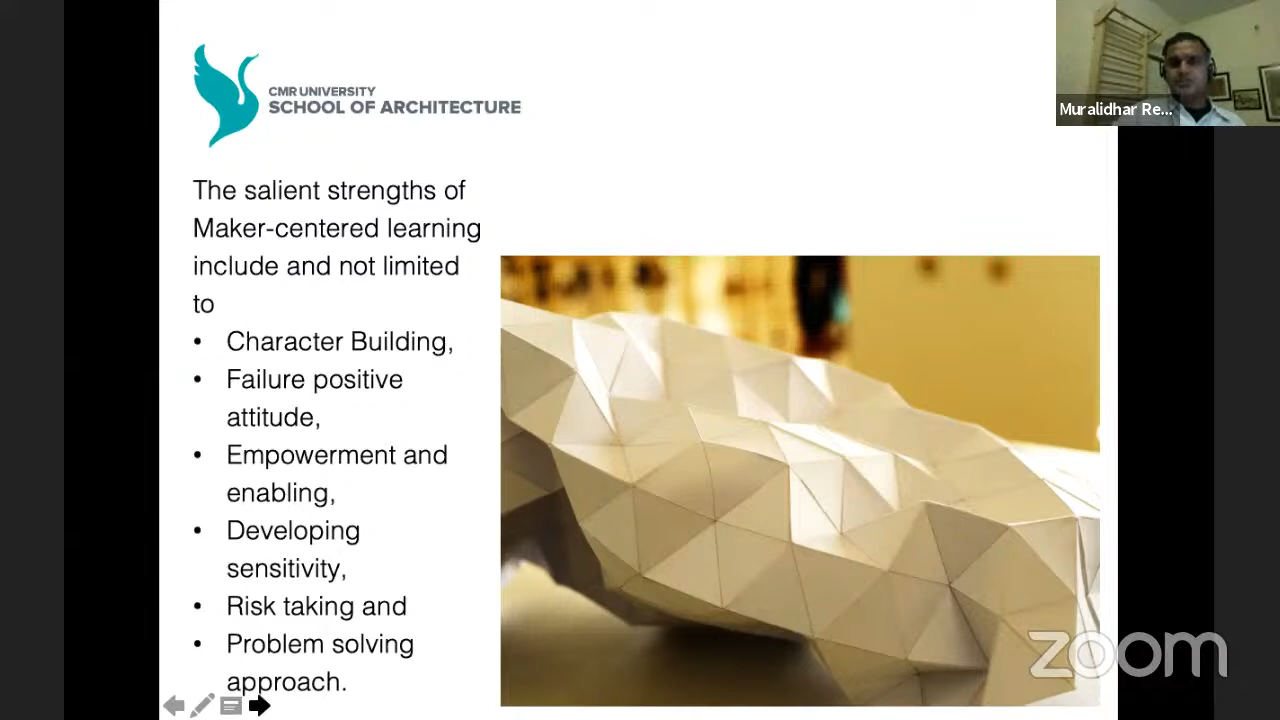 CMR UNIVERSITY
SCHOOL OF ARCHITECTURE
Muralidhar Re...
The salient strengths of
Maker-centered learning
include and not limited
to
• Character Building,
• Failure positive
attitude,
• Empowerment and
enabling,
• Developing
sensitivity,
• Risk taking and
• Problem solving
approach.
zoom